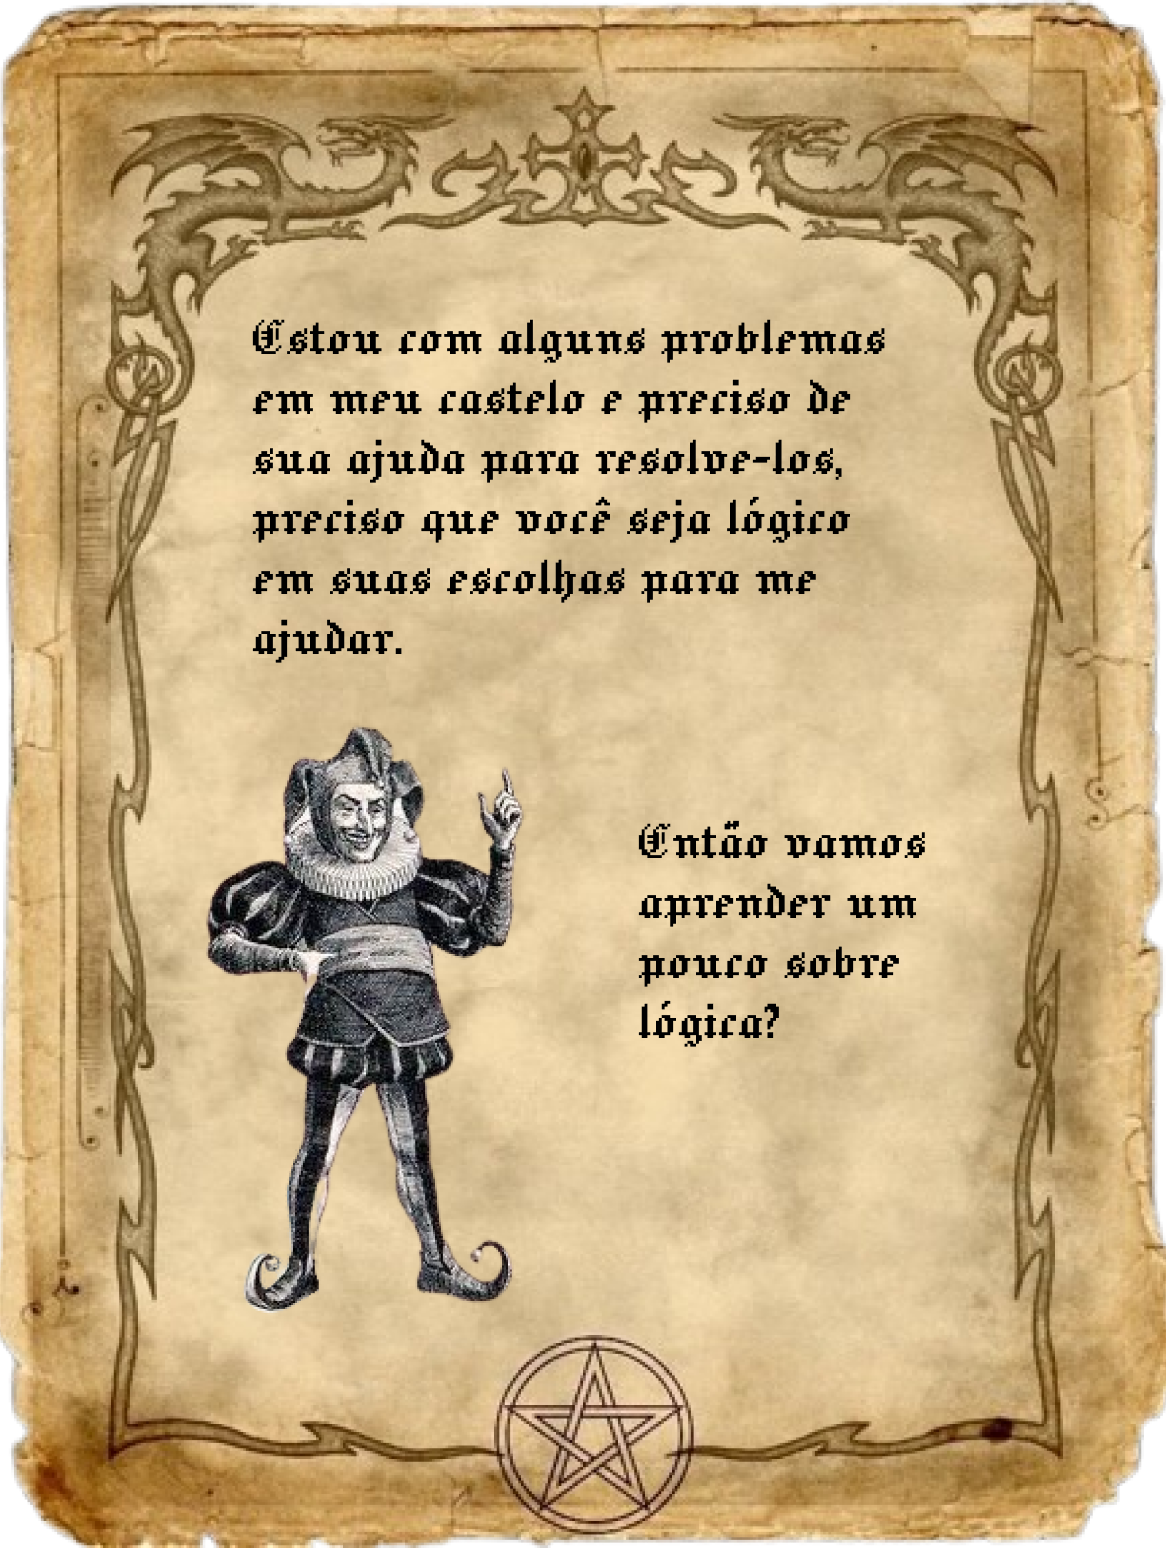 Estou com alguns problemas
em meu castelo e preciso de
sua ajuda para resolve-los,
preciso que você seja lógico
em suas escolhas para me
ajudar.
Então vamos
aprender um
pouco sobre
lógica?